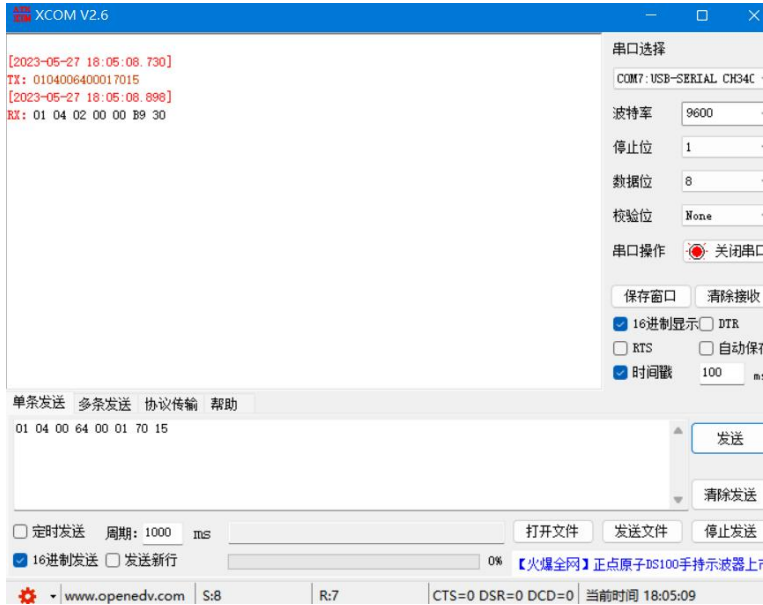 XCOM V2.6
[2023-05-27 18:05:08.730]
TX: 0104006400017015
[2023-05-27 18:05:08.898]
RX: 01 04 02 00 00 B9 30
串口选择
COM7:USB-SERIAL CH34C
波特率 9600
停止位 1
数据位 8
校验位 None
串口操作 关闭串口
保存窗口 清除接收
16进制显示 DTR
RTS 自动保存
时间戳 100 ms
单条发送 多条发送 协议传输 帮助
01 04 00 64 00 01 70 15
发送
清除发送
定时发送 周期: 1000 ms 打开文件 发送文件 停止发送
16进制发送 发送新行 0% 【火爆全网】正点原子DS100手持示波器上市
www.openedv.com S:8 R:7 CTS=0 DSR=0 DCD=0 当前时间 18:05:09